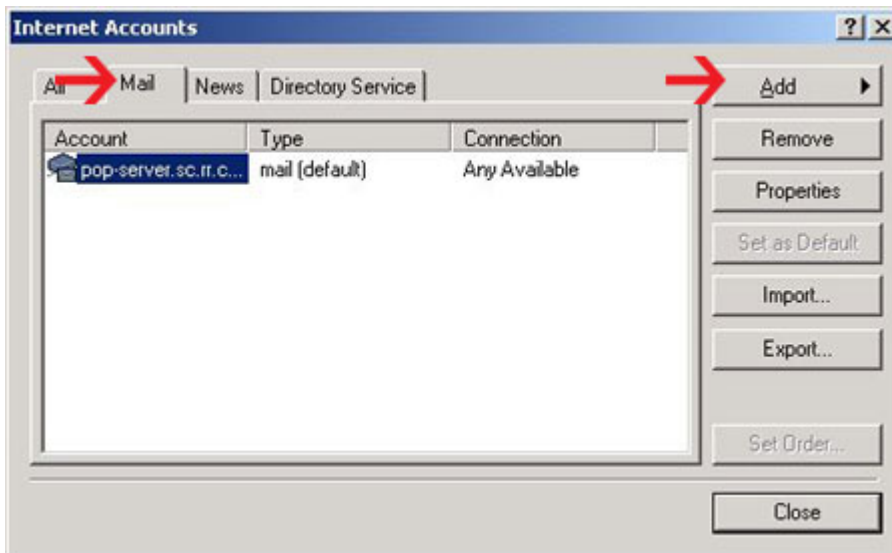 Internet Accounts
All Mail News Directory Service
Add
Account Type Connection
Remove
pop-server.sc.rr.c... mail (default) Any Available
Properties
Set as Default
Import...
Export...
Set Order...
Close